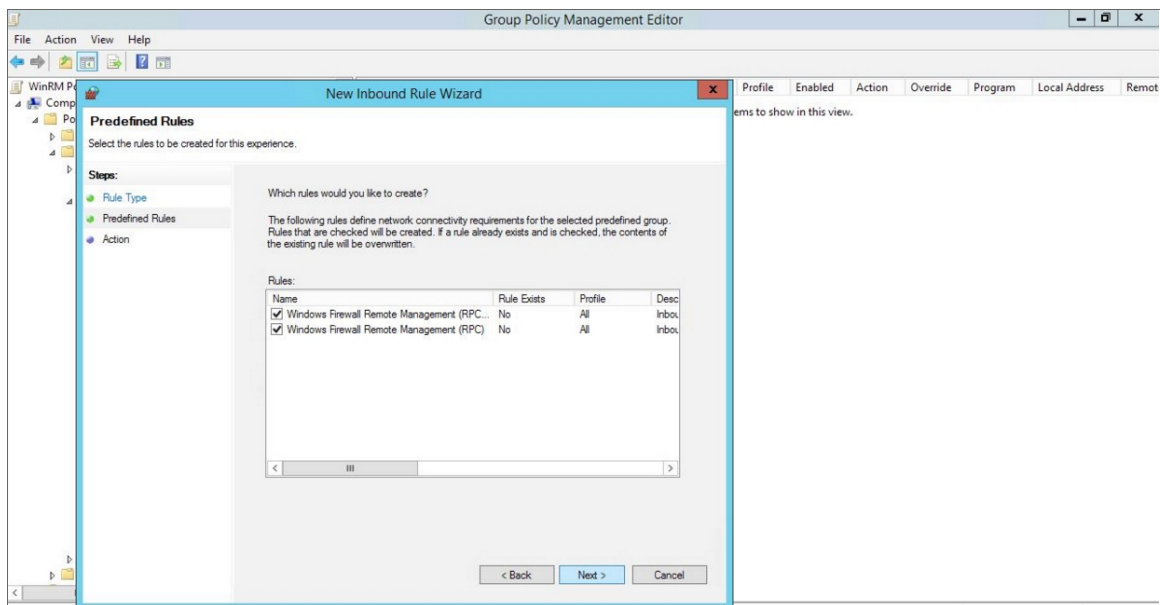 Group Policy Management Editor
File Action View Help
WinRM Po
Comp
Po
Profile Enabled Action Override Program Local Address Remot
ems to show in this view.
New Inbound Rule Wizard
Predefined Rules
Select the rules to be created for this experience.
Steps:
Rule Type
Predefined Rules
Action
Which rules would you like to create?
The following rules define network connectivity requirements for the selected predefined group.
Rules that are checked will be created. If a rule already exists and is checked, the contents of
the existing rule will be overwritten.
Rules:
Name Rule Exists Profile Desc
Windows Firewall Remote Management (RPC... No All Inbou
Windows Firewall Remote Management (RPC) No All Inbou
< Back Next > Cancel